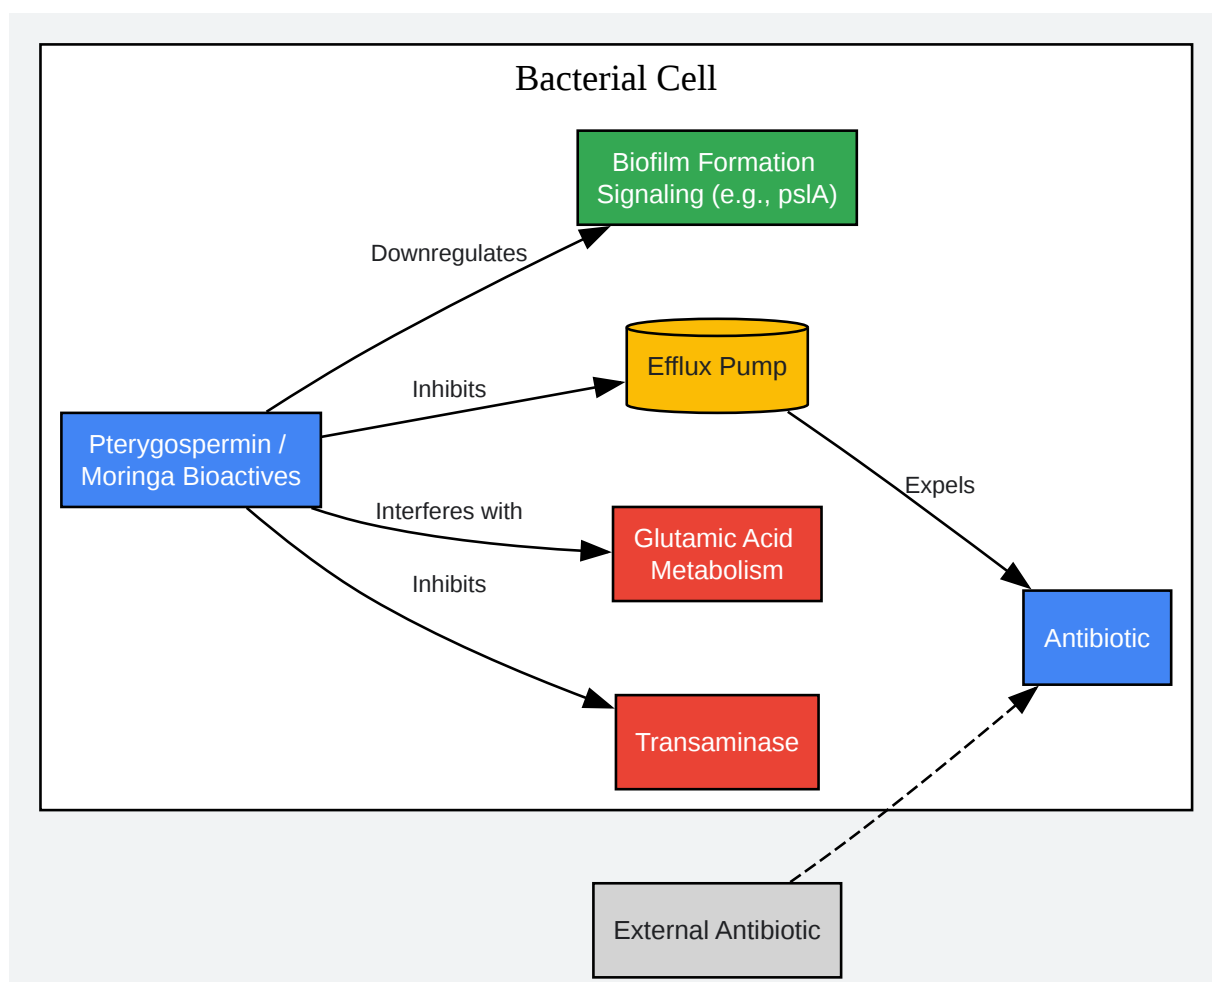 Bacterial Cell
Biofilm Formation
Signaling (e.g., pslA)
Downregulates
Efflux Pump
Inhibits
Pterygospermin /
Moringa Bioactives
Expels
Interferes with
Glutamic Acid
Metabolism
Inhibits
Antibiotic
Transaminase
External Antibiotic